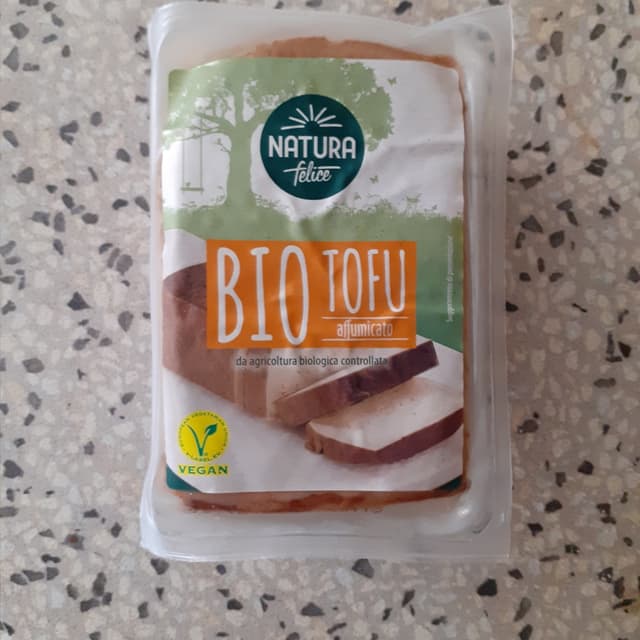 NATURA
felice
BIO TOFU
affumicato
da agricoltura biologica controllata
VEGAN